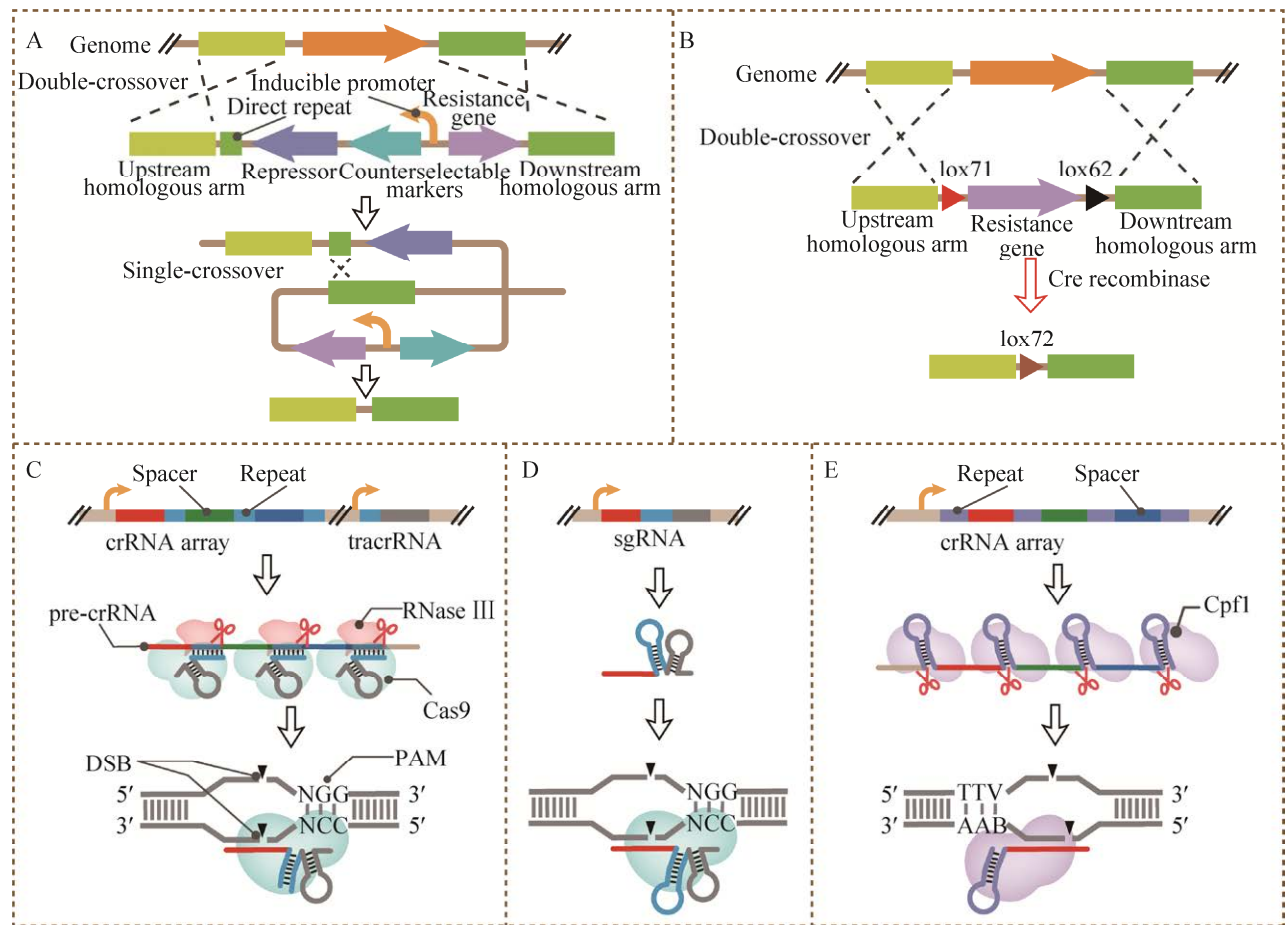 A
Genome
Double-crossover
Inducible promoter
Direct repeat
Resistance
gene
Upstream
homologous arm
Repressor
Counterselectable
markers
Downstream
homologous arm
Single-crossover
B
Genome
Double-crossover
lox71
lox62
Upstream
homologous arm
Resistance
gene
Downtream
homologous arm
Cre recombinase
lox72
C
Spacer
Repeat
crRNA array
tracrRNA
pre-crRNA
RNase III
Cas9
DSB
PAM
5′ NGG 3′
3′ NCC 5′
D
sgRNA
NGG
NCC
E
Repeat
Spacer
crRNA array
Cpf1
5′ TTV 3′
3′ AAB 5′